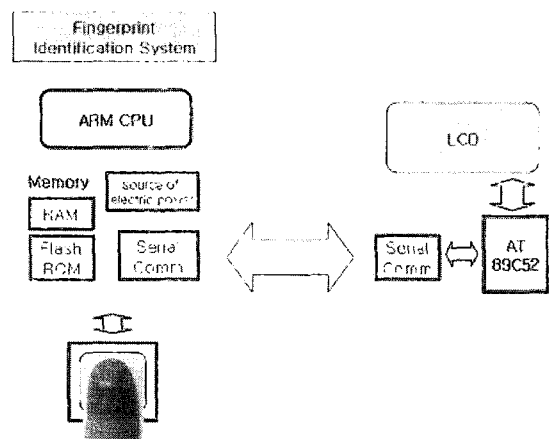 Fingerprint
Identification System
ARM CPU
Memory
RAM
Flash
ROM
source of
electric power
Serial
Comm
LCD
Serial
Comm
AT
89C52